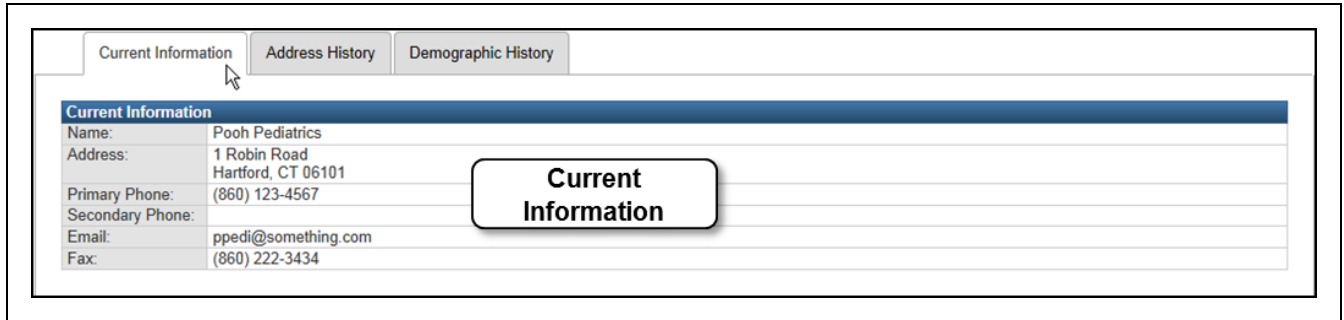 Current Information Address History Demographic History
Current Information
Name: Pooh Pediatrics
Address: 1 Robin Road
Hartford, CT 06101
Primary Phone: (860) 123-4567
Secondary Phone:
Email: ppedi@something.com
Fax: (860) 222-3434
Current
Information